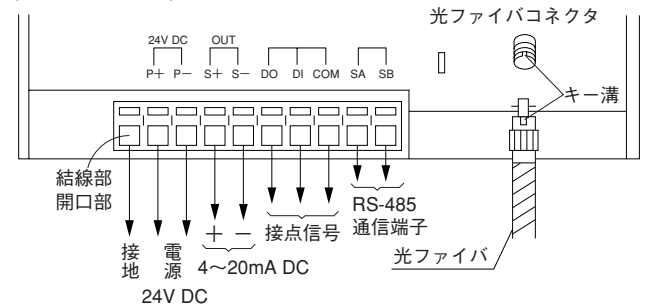 光ファイバコネクタ
24V DC OUT
P+ P− S+ S− DO DI COM SA SB
キー溝
結線部
開口部
接地
電源
24V DC
+ −
4〜20mA DC
接点信号
RS-485
通信端子
光ファイバ